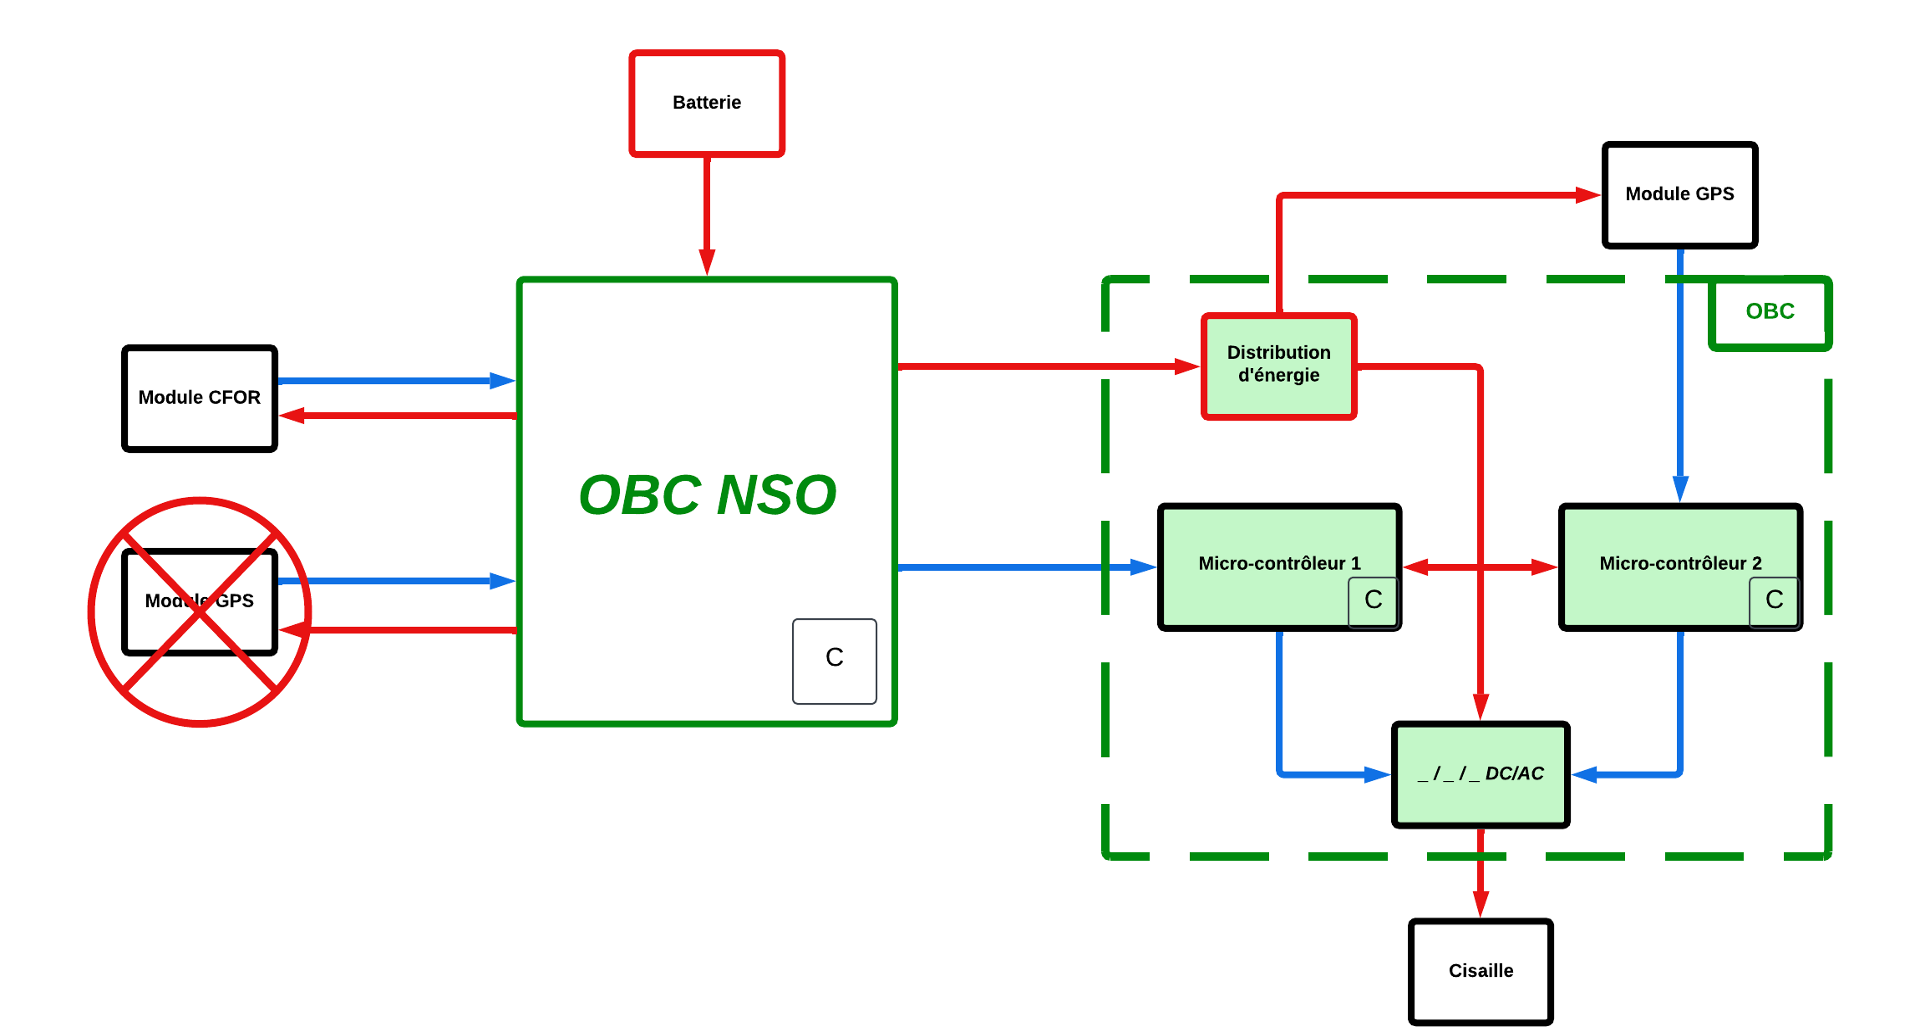 Batterie
Module GPS
OBC
Distribution
d'énergie
Module CFOR
OBC NSO
Micro-contrôleur 1
C
Micro-contrôleur 2
C
Module GPS
C
_ / _ / _ DC/AC
Cisaille